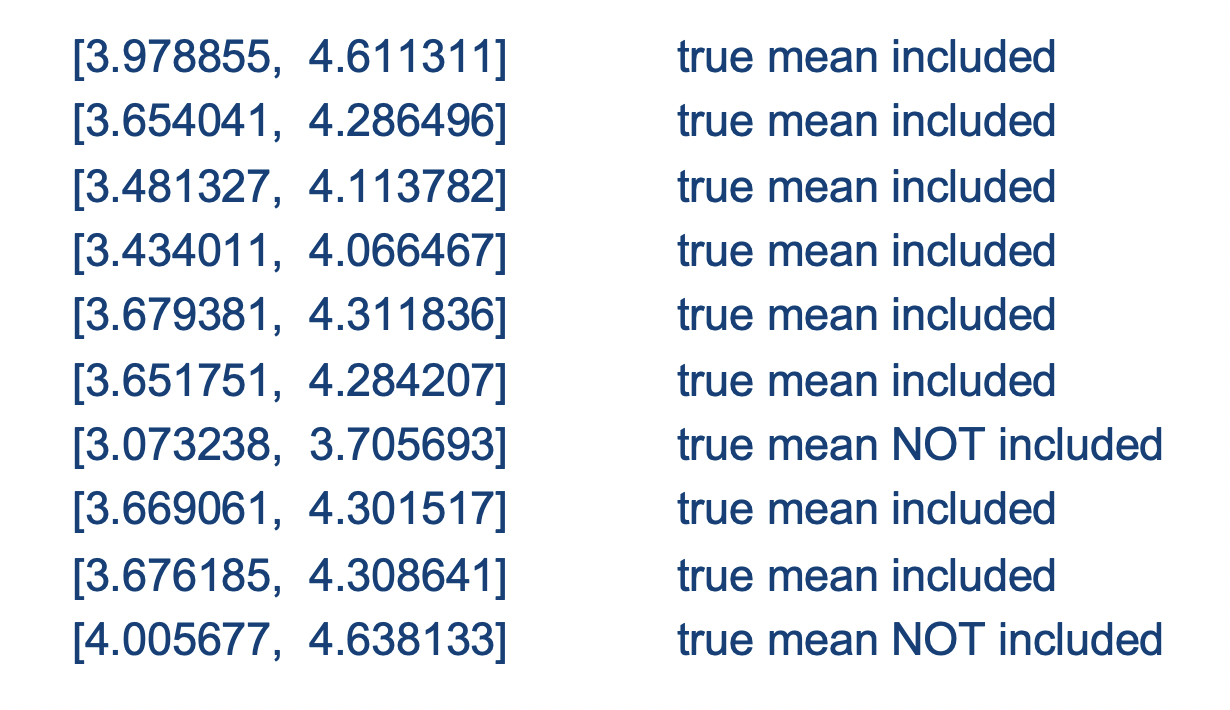 [3.978855, 4.611311] true mean included
[3.654041, 4.286496] true mean included
[3.481327, 4.113782] true mean included
[3.434011, 4.066467] true mean included
[3.679381, 4.311836] true mean included
[3.651751, 4.284207] true mean included
[3.073238, 3.705693] true mean NOT included
[3.669061, 4.301517] true mean included
[3.676185, 4.308641] true mean included
[4.005677, 4.638133] true mean NOT included